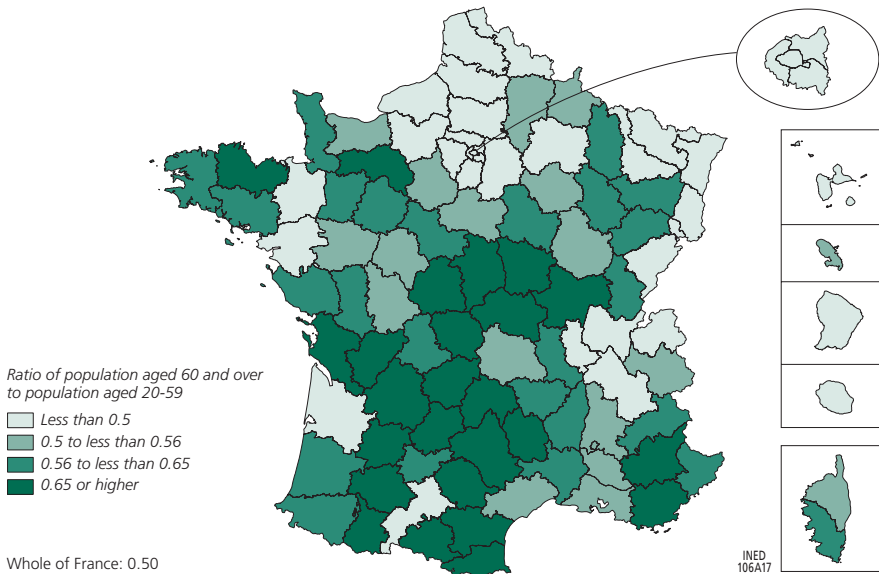 Ratio of population aged 60 and over
to population aged 20-59
Less than 0.5
0.5 to less than 0.56
0.56 to less than 0.65
0.65 or higher
Whole of France: 0.50
INED
106A17